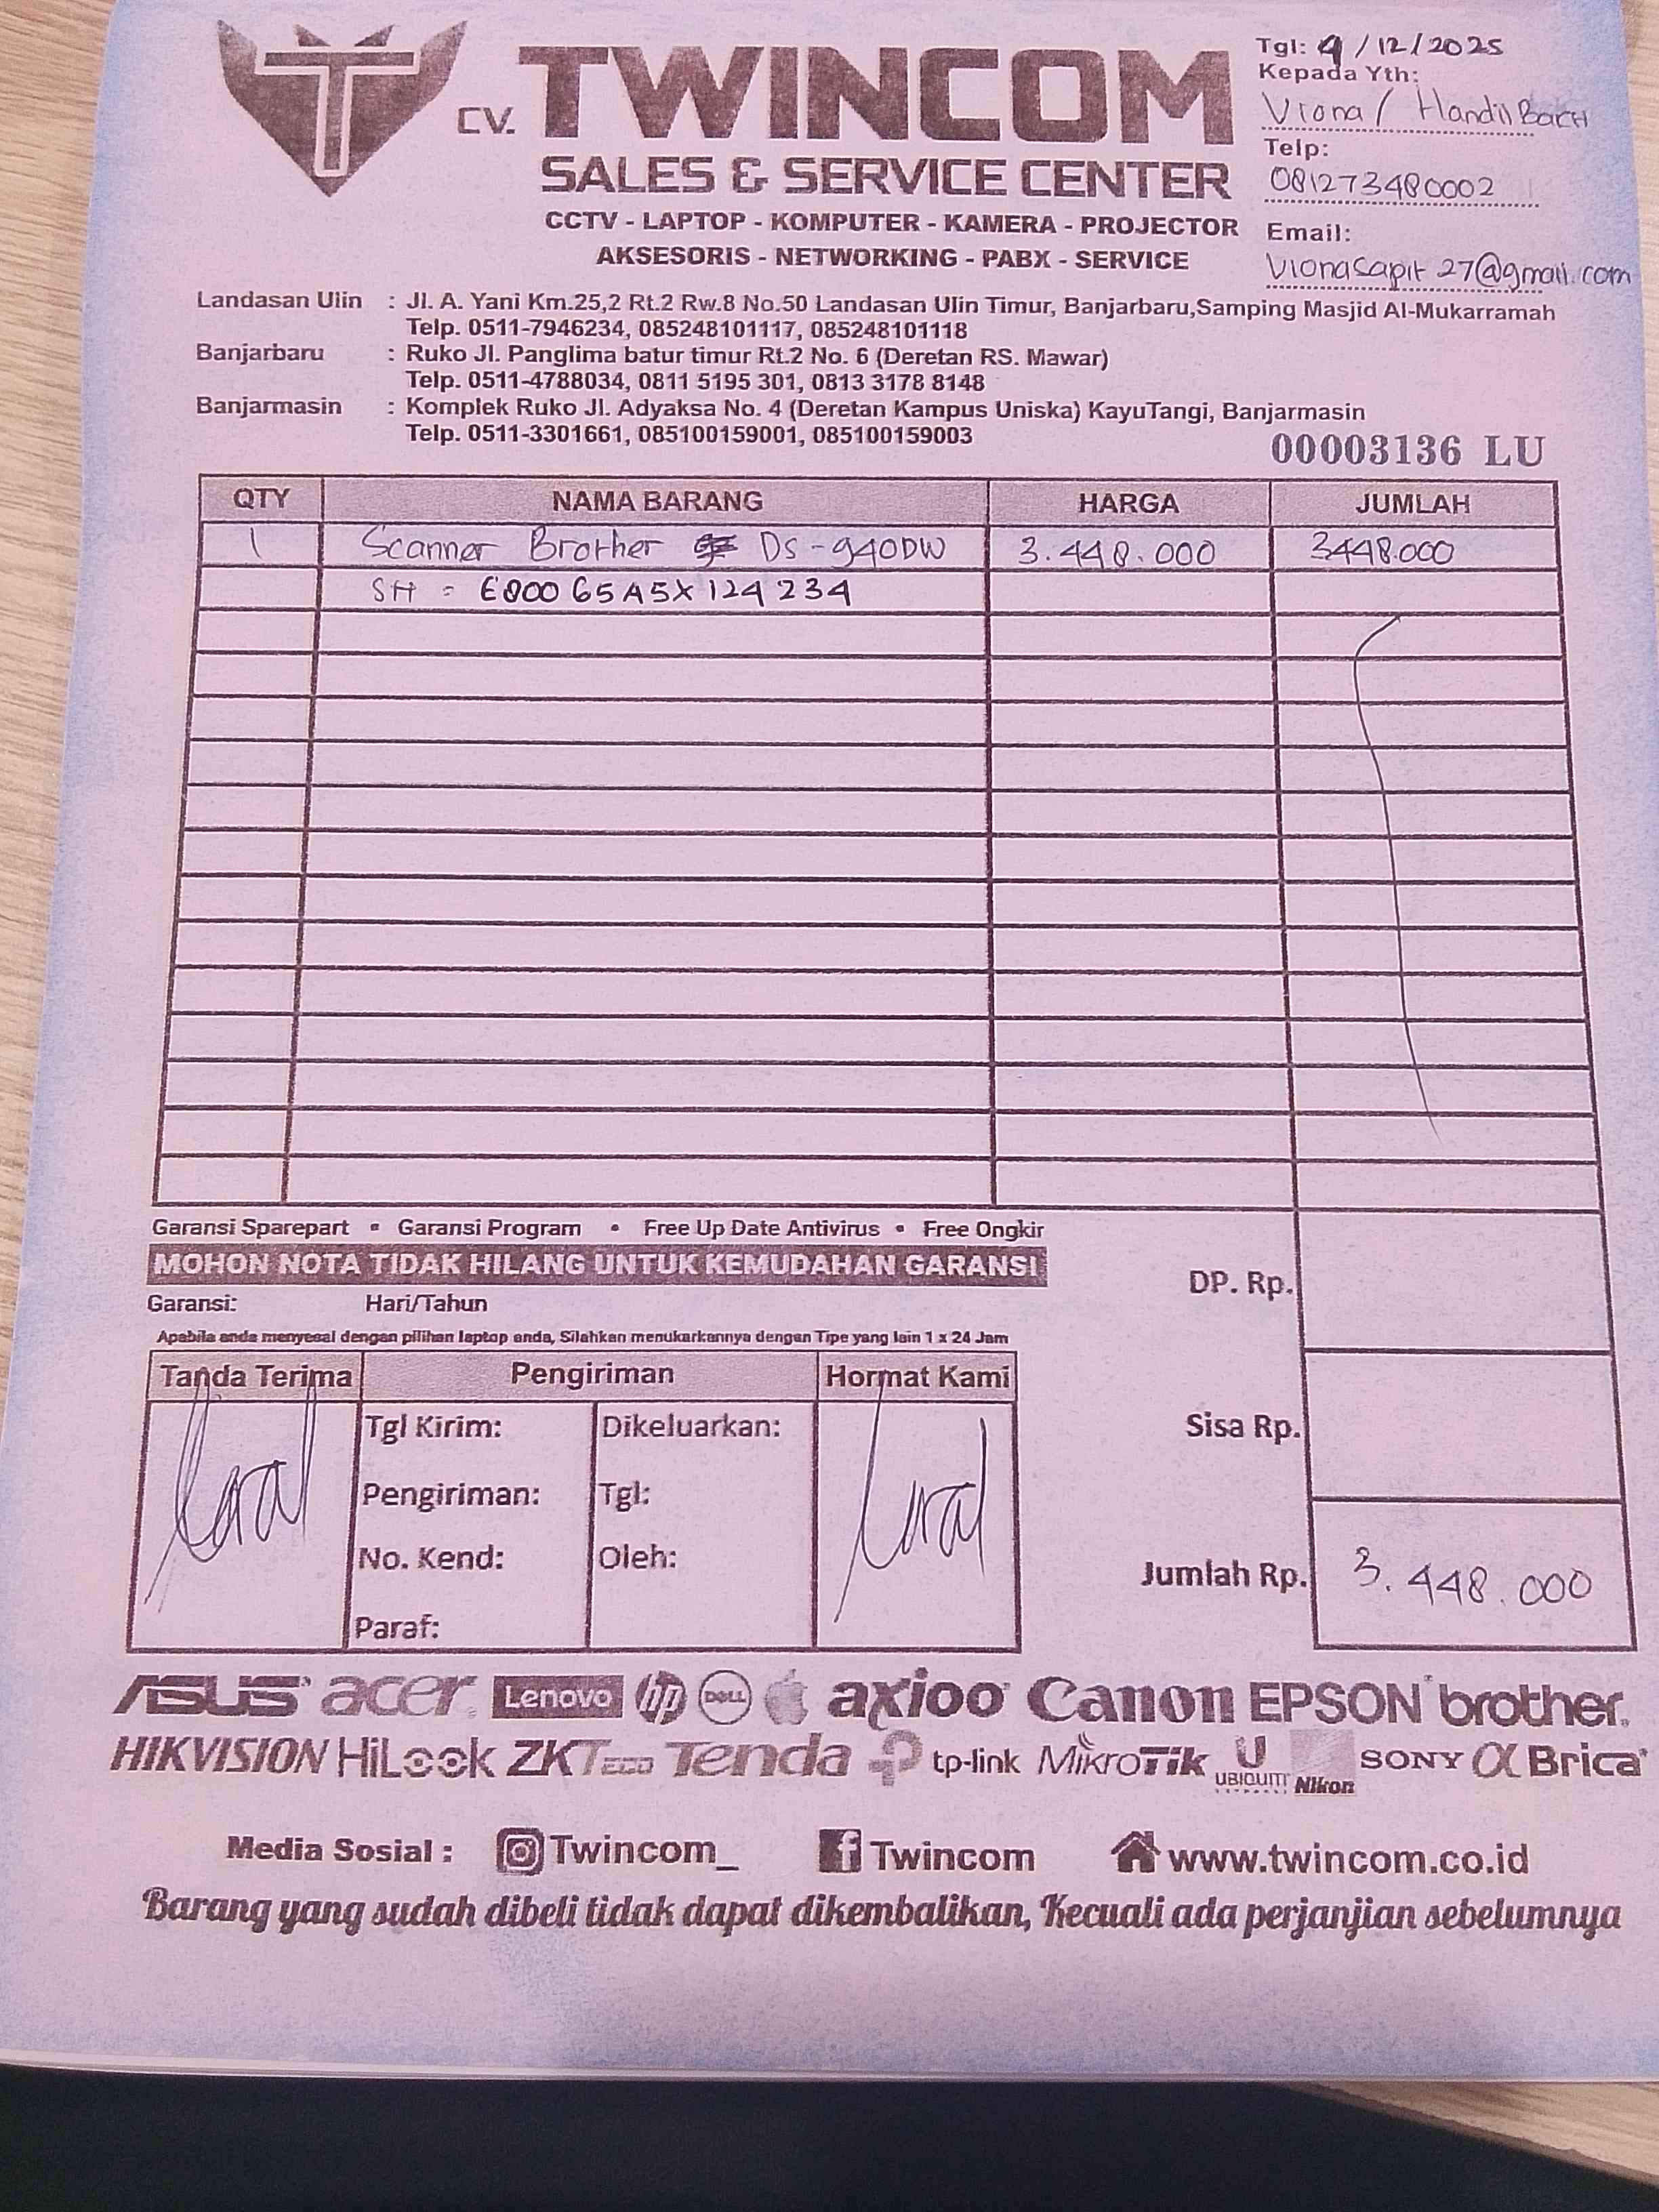 CV. TWINCOM
SALES & SERVICE CENTER
CCTV - LAPTOP - KOMPUTER - KAMERA - PROJECTOR
AKSESORIS - NETWORKING - PABX - SERVICE
Tgl: 9/12/2025
Kepada Yth:
Viona / Handil Bakti
Telp:
081273480002
Email:
vionasapit27@gmail.com
Landasan Ulin : Jl. A. Yani Km.25,2 Rt.2 Rw.8 No.50 Landasan Ulin Timur, Banjarbaru,Samping Masjid Al-Mukarramah
Telp. 0511-7946234, 085248101117, 085248101118
Banjarbaru : Ruko Jl. Panglima batur timur Rt.2 No. 6 (Deretan RS. Mawar)
Telp. 0511-4788034, 0811 5195 301, 0813 3178 8148
Banjarmasin : Komplek Ruko Jl. Adyaksa No. 4 (Deretan Kampus Uniska) KayuTangi, Banjarmasin
Telp. 0511-3301661, 085100159001, 085100159003
00003136 LU
QTY NAMA BARANG HARGA JUMLAH
1 Scanner Brother DS-940DW 3.448.000 3448.000
SN = E80065A5X124234
Garansi Sparepart • Garansi Program • Free Up Date Antivirus • Free Ongkir
MOHON NOTA TIDAK HILANG UNTUK KEMUDAHAN GARANSI
Garansi: Hari/Tahun
Apabila anda menyesal dengan pilihan laptop anda, Silahkan menukarkannya dengan Tipe yang lain 1 x 24 Jam
DP. Rp.
Sisa Rp.
Jumlah Rp. 3.448.000
Tanda Terima Pengiriman Hormat Kami
Tgl Kirim: Dikeluarkan:
Pengiriman: Tgl:
No. Kend: Oleh:
Paraf:
ASUS acer Lenovo hp DELL axioo Canon EPSON brother
HIKVISION HiLook ZKTeco Tenda tp-link MikroTik U UBIQUITI Nikon SONY α Brica
Media Sosial : Twincom_ Twincom www.twincom.co.id
Barang yang sudah dibeli tidak dapat dikembalikan, Kecuali ada perjanjian sebelumnya